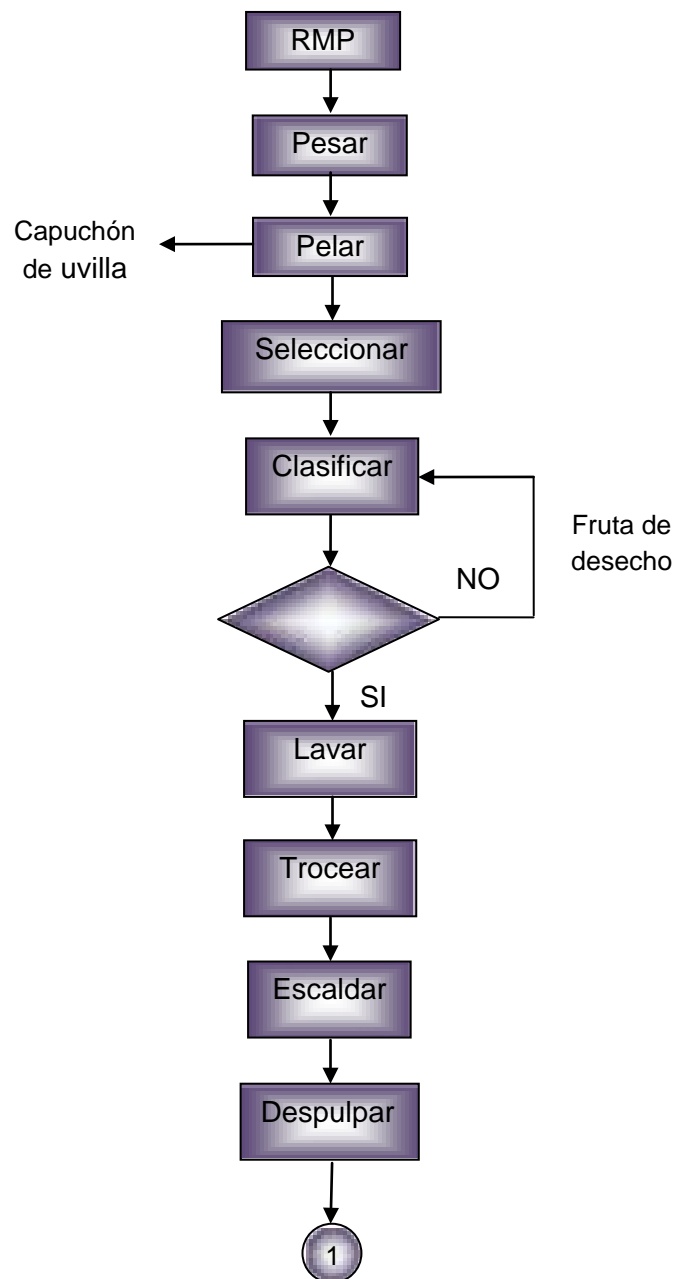 RMP
Pesar
Capuchón
de uvilla
Pelar
Seleccionar
Clasificar
Fruta de
desecho
NO
SI
Lavar
Trocear
Escaldar
Despulpar
1